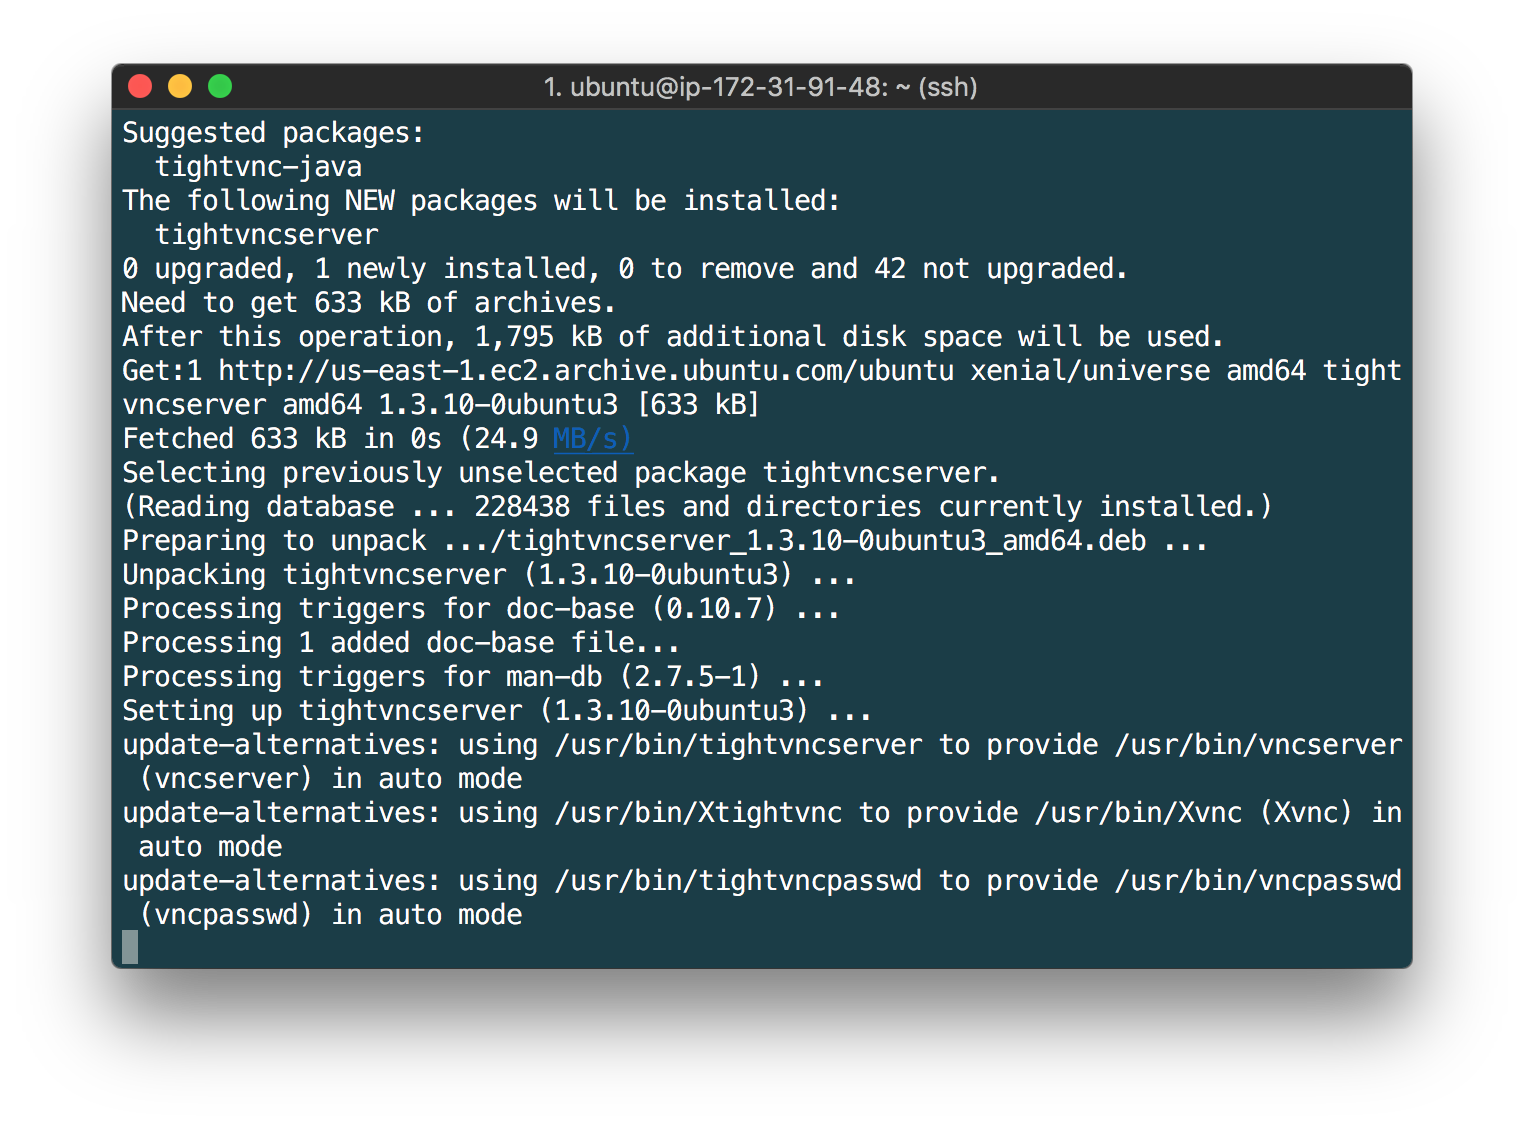 1. ubuntu@ip-172-31-91-48: ~ (ssh)
Suggested packages:
  tightvnc-java
The following NEW packages will be installed:
  tightvncserver
0 upgraded, 1 newly installed, 0 to remove and 42 not upgraded.
Need to get 633 kB of archives.
After this operation, 1,795 kB of additional disk space will be used.
Get:1 http://us-east-1.ec2.archive.ubuntu.com/ubuntu xenial/universe amd64 tight
vncserver amd64 1.3.10-0ubuntu3 [633 kB]
Fetched 633 kB in 0s (24.9 MB/s)
Selecting previously unselected package tightvncserver.
(Reading database ... 228438 files and directories currently installed.)
Preparing to unpack .../tightvncserver_1.3.10-0ubuntu3_amd64.deb ...
Unpacking tightvncserver (1.3.10-0ubuntu3) ...
Processing triggers for doc-base (0.10.7) ...
Processing 1 added doc-base file...
Processing triggers for man-db (2.7.5-1) ...
Setting up tightvncserver (1.3.10-0ubuntu3) ...
update-alternatives: using /usr/bin/tightvncserver to provide /usr/bin/vncserver
 (vncserver) in auto mode
update-alternatives: using /usr/bin/Xtightvnc to provide /usr/bin/Xvnc (Xvnc) in
 auto mode
update-alternatives: using /usr/bin/tightvncpasswd to provide /usr/bin/vncpasswd
 (vncpasswd) in auto mode